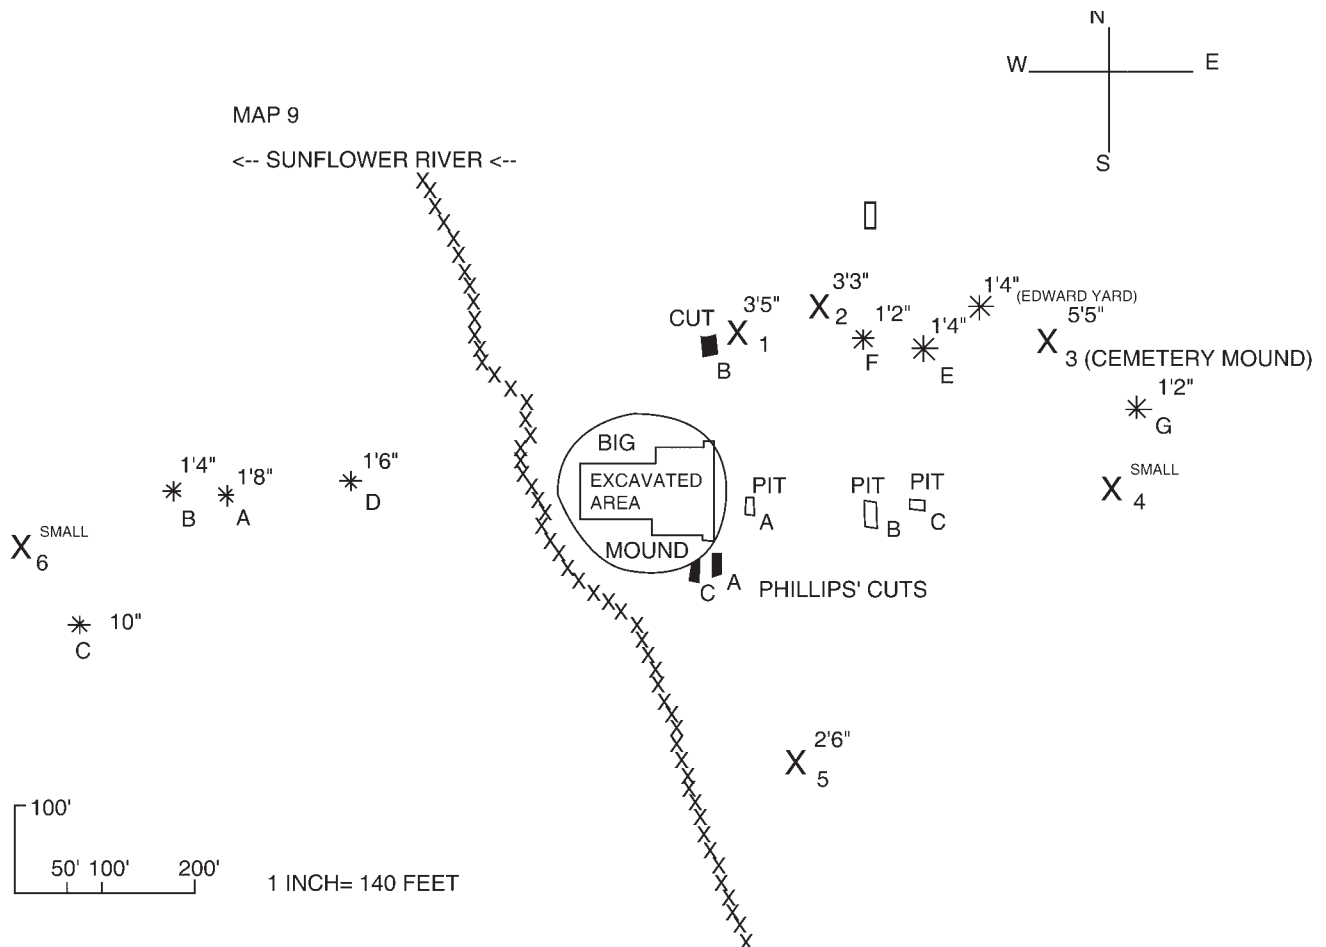 N
W E
S
MAP 9
<-- SUNFLOWER RIVER <--
1'4" (EDWARD YARD)
3'3"
2
3'5"
1
CUT
B
1'2"
F
1'4"
E
5'5"
3 (CEMETERY MOUND)
1'2"
G
BIG
EXCAVATED
AREA
MOUND
1'4"
B
1'8"
A
1'6"
D
PIT
A
PIT
B
PIT
C
SMALL
4
SMALL
6
C
A
PHILLIPS' CUTS
10"
C
2'6"
5
100'
50' 100' 200'
1 INCH= 140 FEET